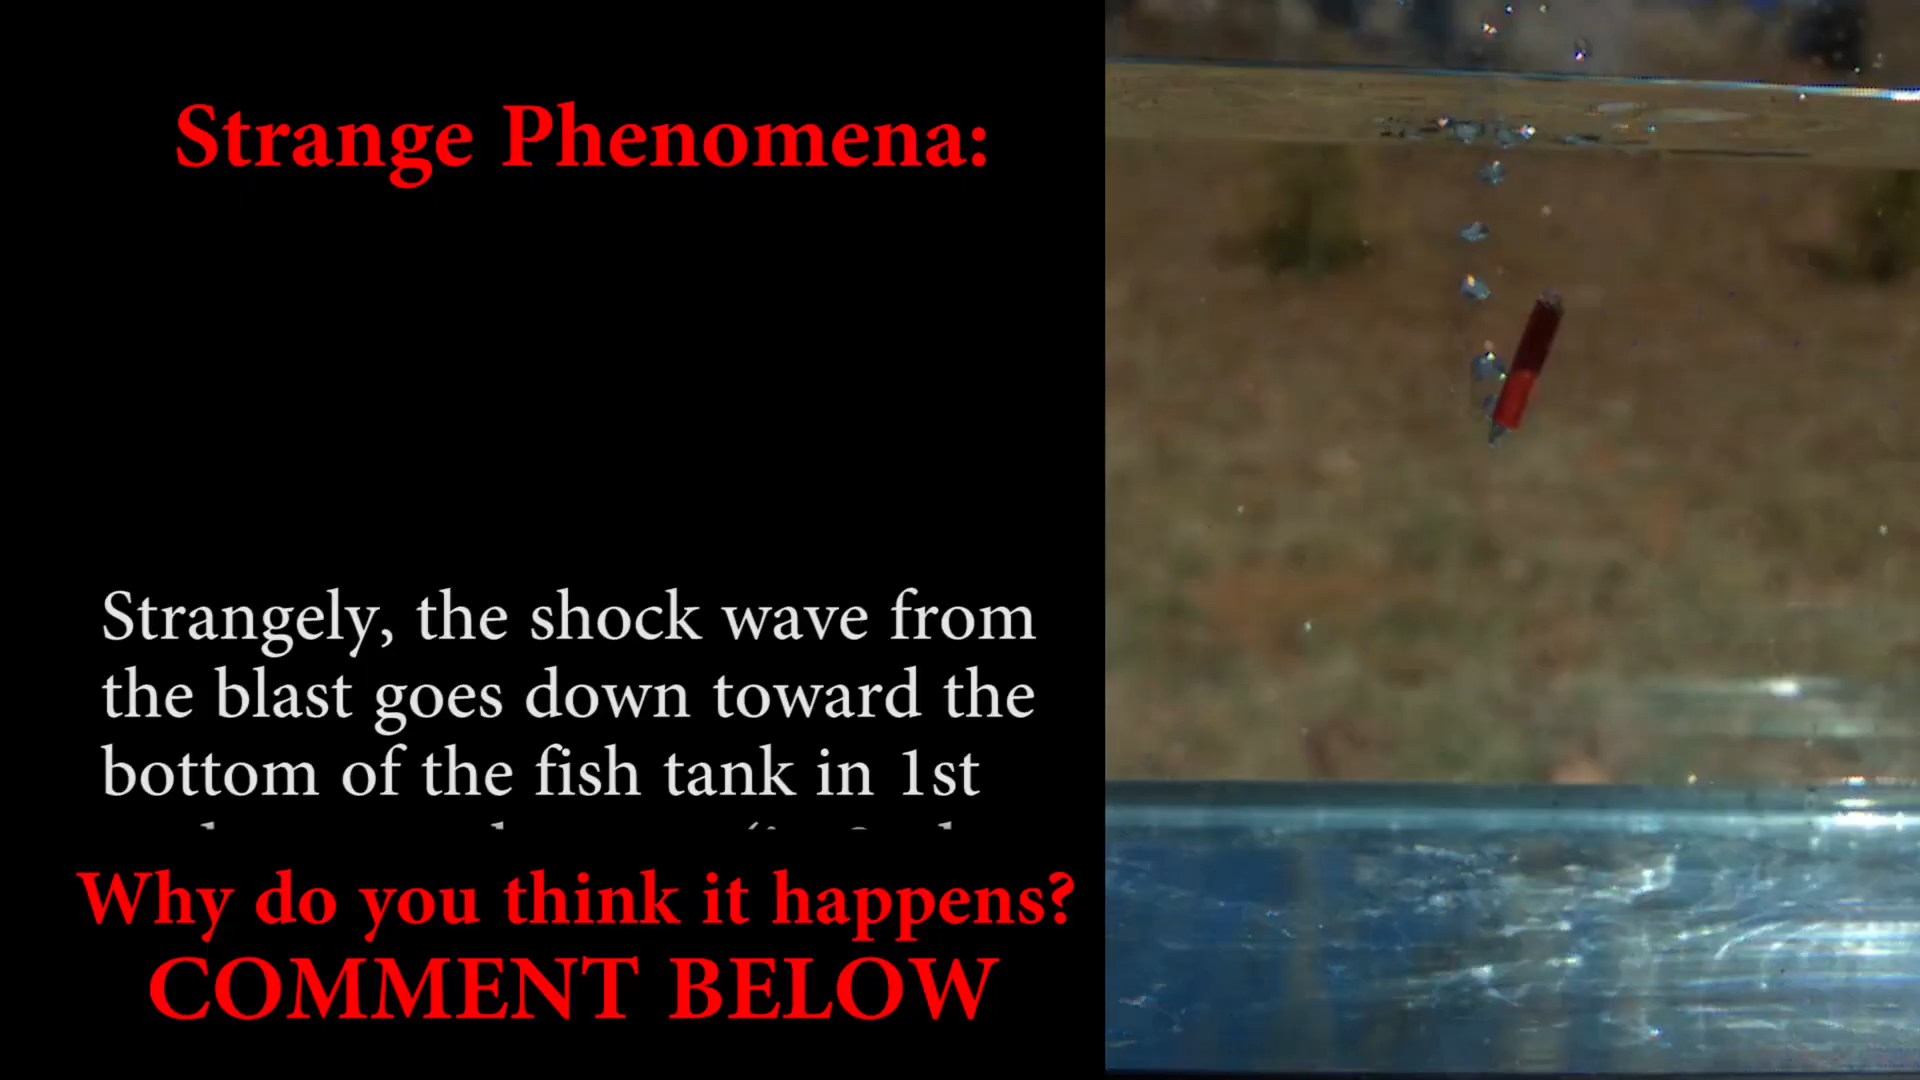 Strange Phenomena:
Strangely, the shock wave from
the blast goes down toward the
bottom of the fish tank in 1st
Why do you think it happens?
COMMENT BELOW